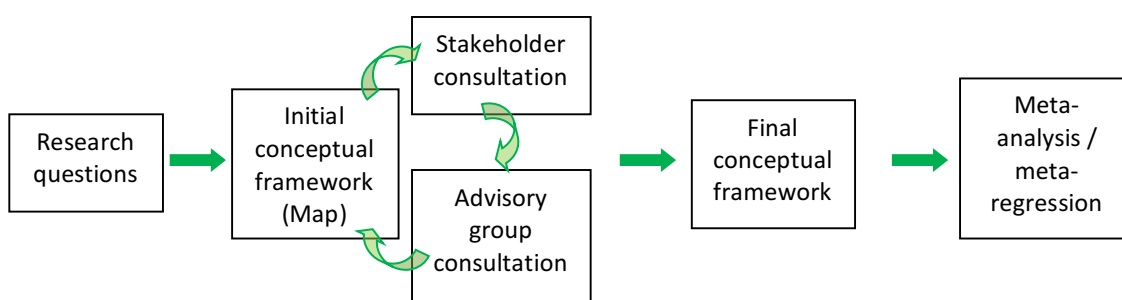 Research
questions
Initial
conceptual
framework
(Map)
Stakeholder
consultation
Advisory
group
consultation
Final
conceptual
framework
Meta-
analysis /
meta-
regression